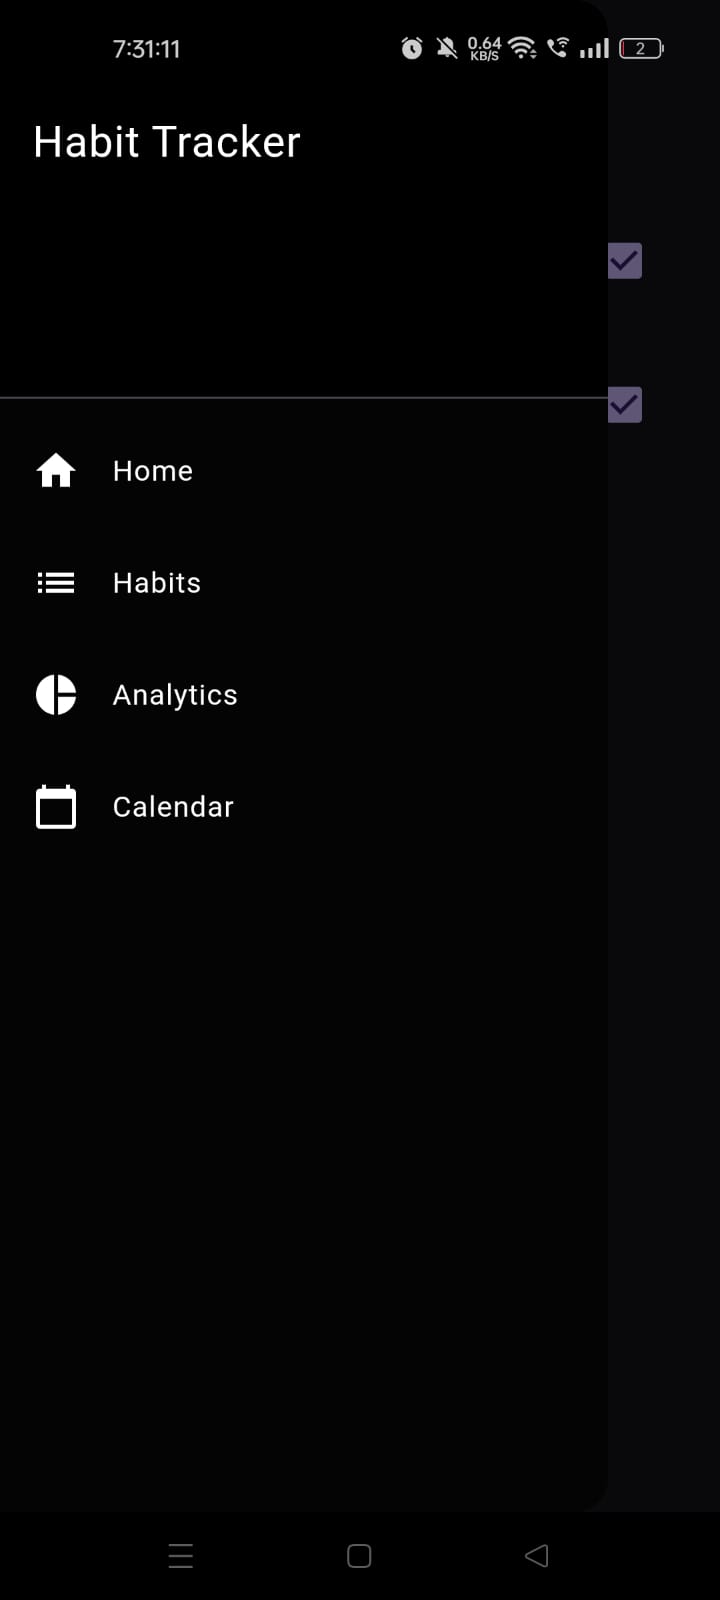 7:31:11 0.64 KB/S 2
Habit Tracker
Home
Habits
Analytics
Calendar